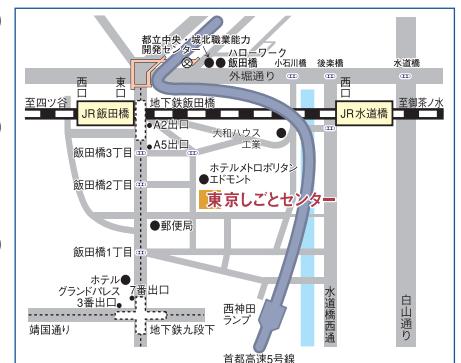 都立中央・城北職業能力
開発センター
ハローワーク
飯田橋
小石川橋
後楽橋
水道橋
外堀通り
西口
東口
西口
至四ツ谷
JR飯田橋
地下鉄飯田橋
JR水道橋
至御茶ノ水
A2出口
大和ハウス
工業
A5出口
飯田橋3丁目
ホテルメトロポリタン
エドモント
飯田橋2丁目
東京しごとセンター
郵便局
飯田橋1丁目
ホテル
グランドパレス
7番出口
3番出口
西神田
ランプ
水道橋西通
白山通り
靖国通り
地下鉄九段下
首都高速5号線